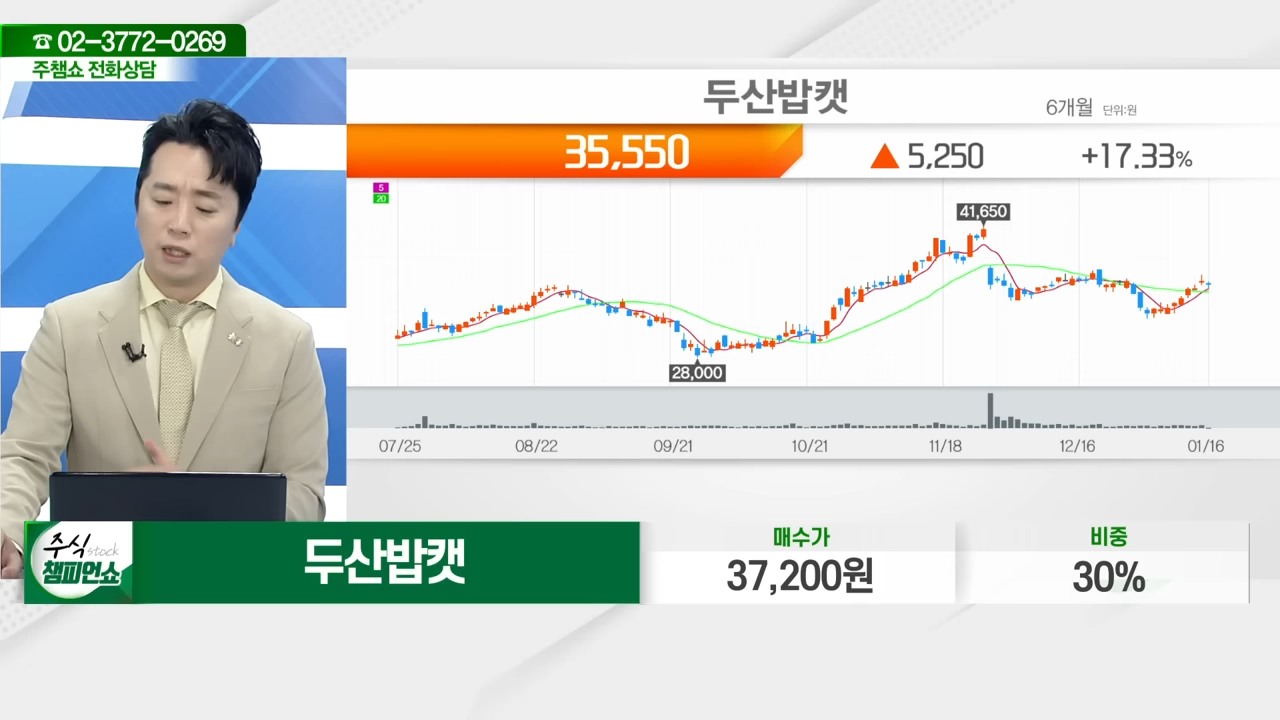 ☎ 02-3772-0269
주챔쇼 전화상담
두산밥캣
6개월 단위:원
35,550 ▲ 5,250 +17.33%
5
20
41,650
28,000
07/25 08/22 09/21 10/21 11/18 12/16 01/16
주식 stock
챔피언쇼
두산밥캣
매수가
37,200원
비중
30%